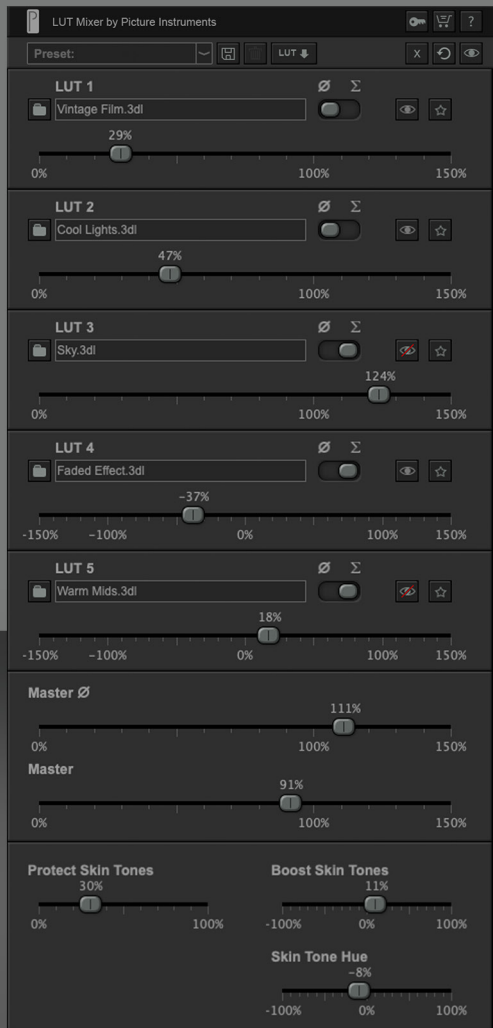 LUT Mixer by Picture Instruments ?
Preset: LUT X
LUT 1 Ø Σ
Vintage Film.3dl
29%
0% 100% 150%
LUT 2 Ø Σ
Cool Lights.3dl
47%
0% 100% 150%
LUT 3 Ø Σ
Sky.3dl
124%
0% 100% 150%
LUT 4 Ø Σ
Faded Effect.3dl
-37%
-150% -100% 0% 100% 150%
LUT 5 Ø Σ
Warm Mids.3dl
18%
-150% -100% 0% 100% 150%
Master Ø
111%
0% 100% 150%
Master
91%
0% 100% 150%
Protect Skin Tones Boost Skin Tones
30% 11%
0% 100% -100% 0% 100%
Skin Tone Hue
-8%
-100% 0% 100%